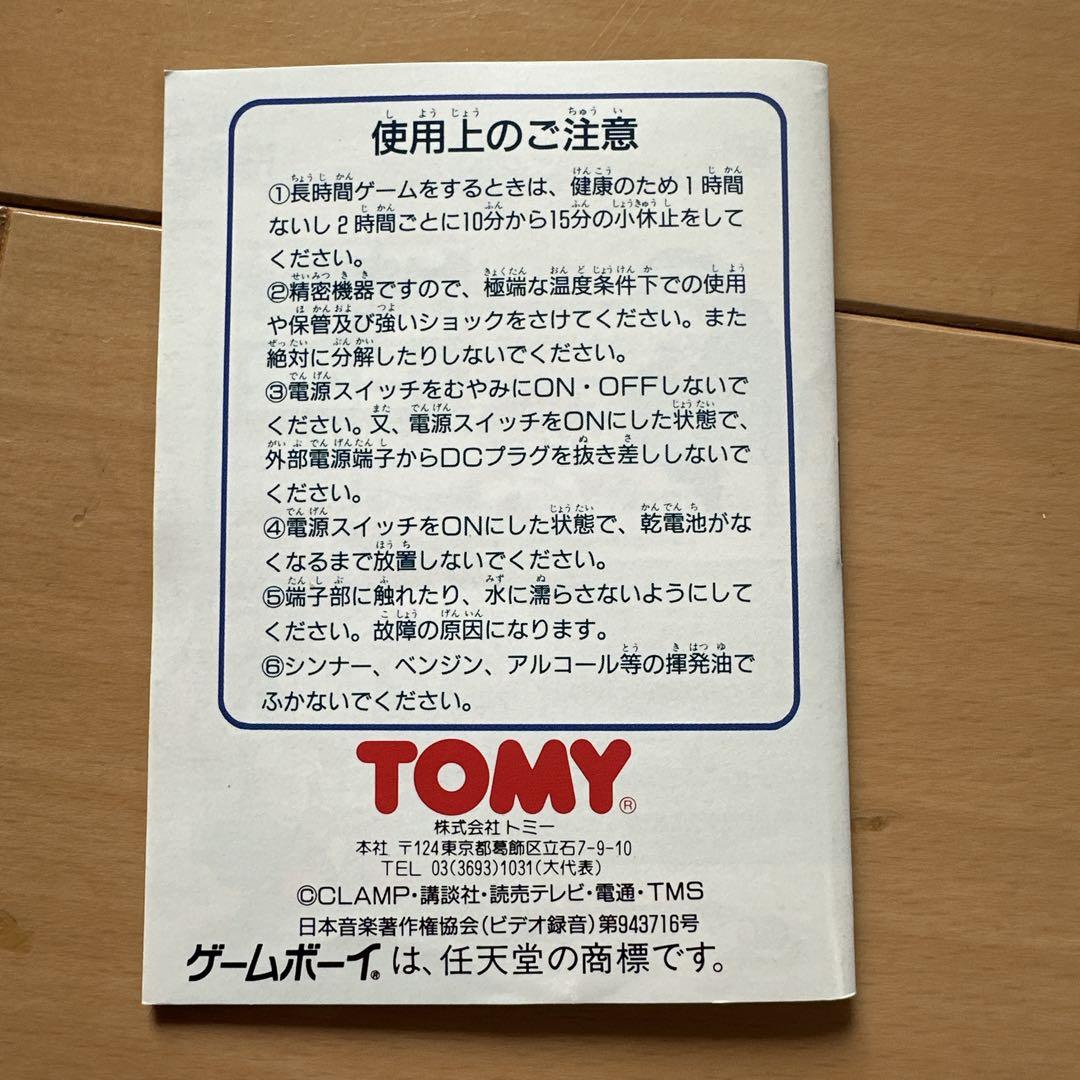 使用上のご注意
①長時間ゲームをするときは、健康のため1時間
ないし2時間ごとに10分から15分の小休止をして
ください。
②精密機器ですので、極端な温度条件下での使用
や保管及び強いショックをさけてください。また
絶対に分解したりしないでください。
③電源スイッチをむやみにON・OFFしないで
ください。又、電源スイッチをONにした状態で、
外部電源端子からDCプラグを抜き差ししないで
ください。
④電源スイッチをONにした状態で、乾電池がな
くなるまで放置しないでください。
⑤端子部に触れたり、水に濡らさないようにして
ください。故障の原因になります。
⑥シンナー、ベンジン、アルコール等の揮発油で
ふかないでください。
TOMY®
株式会社トミー
本社 〒124東京都葛飾区立石7-9-10
TEL 03(3693)1031(大代表)
©CLAMP・講談社・読売テレビ・電通・TMS
日本音楽著作権協会(ビデオ録音)第943716号
ゲームボーイ®は、任天堂の商標です。